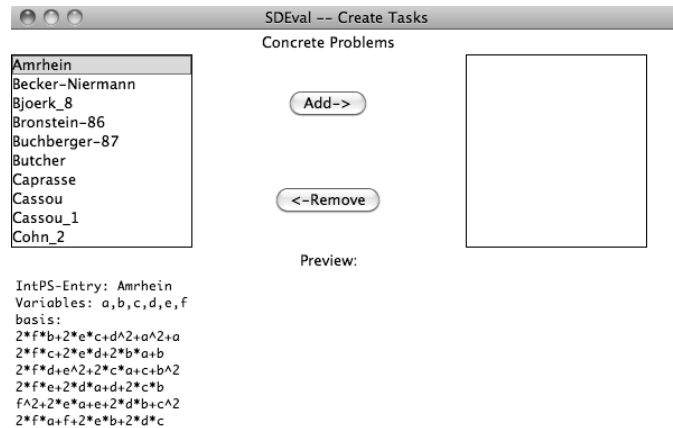 SDEval -- Create Tasks
Concrete Problems
Amrhein
Becker-Niermann
Bjoerk_8
Bronstein-86
Buchberger-87
Butcher
Caprasse
Cassou
Cassou_1
Cohn_2
Add->
<-Remove
Preview:
IntPS-Entry: Amrhein
Variables: a,b,c,d,e,f
basis:
2*f*b+2*e*c+d^2+a^2+a
2*f*c+2*e*d+2*b*a+b
2*f*d+e^2+2*c*a+c+b^2
2*f*e+2*d*a+d+2*c*b
f^2+2*e*a+e+2*d*b+c^2
2*f*a+f+2*e*b+2*d*c